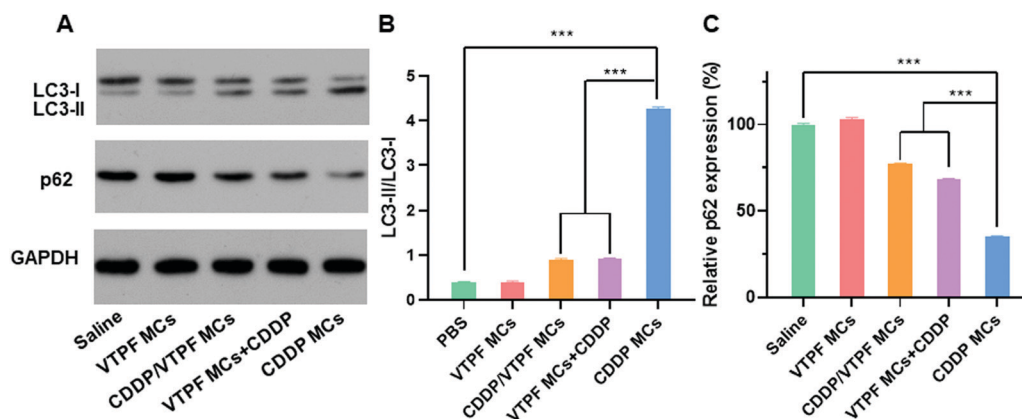 A
LC3-I
LC3-II
p62
GAPDH
Saline
VTPF MCs
CDDP/VTPF MCs
VTPF MCs+CDDP
CDDP MCs
B
LC3-II/LC3-I
5
4
3
2
1
0
***
***
PBS
VTPF MCs
CDDP/VTPF MCs
VTPF MCs+CDDP
CDDP MCs
C
Relative p62 expression (%)
100
50
0
***
***
Saline
VTPF MCs
CDDP/VTPF MCs
VTPF MCs+CDDP
CDDP MCs